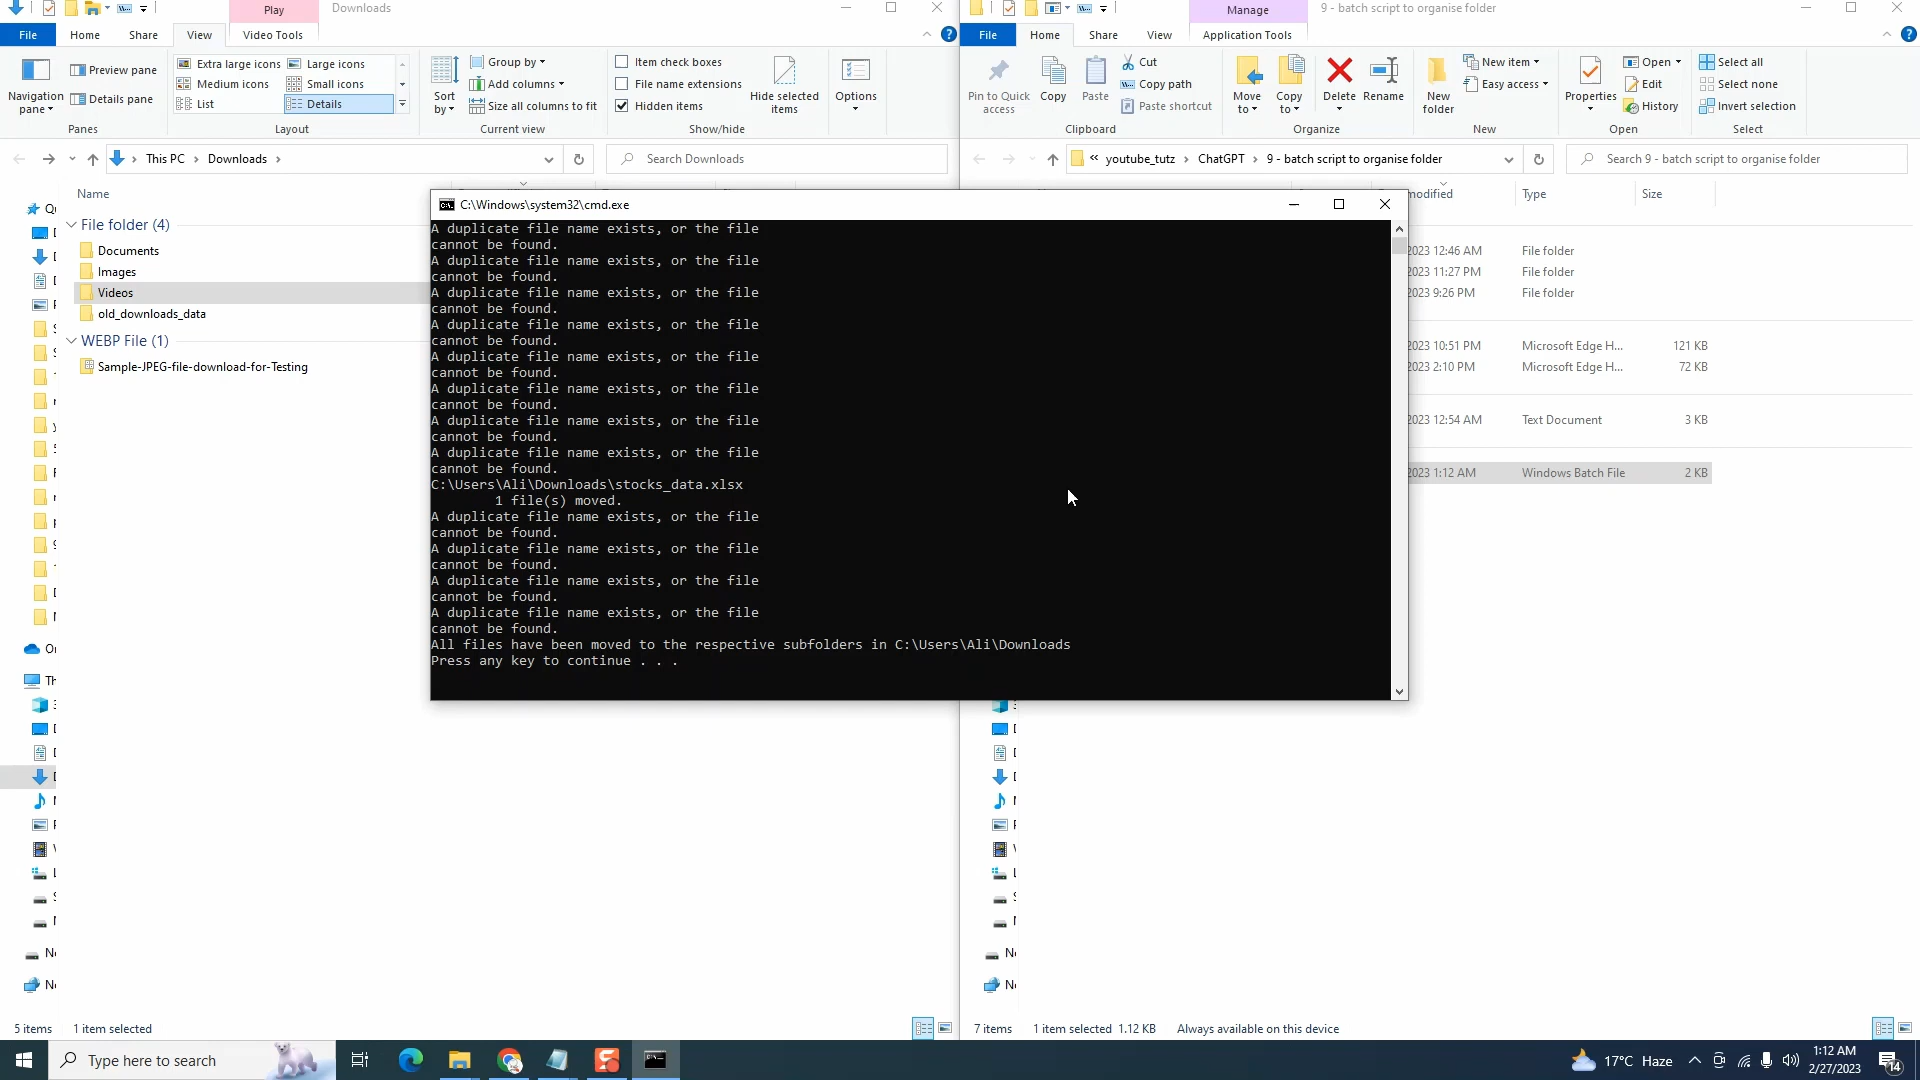 Play
Downloads
File
Home
Share
View
Video Tools
Navigation pane
Preview pane
Details pane
Panes
Extra large icons
Large icons
Medium icons
Small icons
List
Details
Layout
Sort by
Group by
Add columns
Size all columns to fit
Current view
Item check boxes
File name extensions
Hidden items
Hide selected items
Show/hide
Options
This PC
Downloads
Search Downloads
Name
File folder (4)
Documents
Images
Videos
old_downloads_data
WEBP File (1)
Sample-JPEG-file-download-for-Testing
5 items
1 item selected
Manage
9 - batch script to organise folder
File
Home
Share
View
Application Tools
Pin to Quick access
Copy
Paste
Cut
Copy path
Paste shortcut
Clipboard
Move to
Copy to
Delete
Rename
Organize
New folder
New item
Easy access
New
Properties
Open
Edit
History
Open
Select all
Select none
Invert selection
Select
« youtube_tutz
ChatGPT
9 - batch script to organise folder
Search 9 - batch script to organise folder
Type
Size
2023 12:46 AM
File folder
2023 11:27 PM
File folder
2023 9:26 PM
File folder
2023 10:51 PM
Microsoft Edge H...
121 KB
2023 2:10 PM
Microsoft Edge H...
72 KB
2023 12:54 AM
Text Document
3 KB
2023 1:12 AM
Windows Batch File
2 KB
7 items
1 item selected 1.12 KB
Always available on this device
C:\Windows\system32\cmd.exe
A duplicate file name exists, or the file
cannot be found.
A duplicate file name exists, or the file
cannot be found.
A duplicate file name exists, or the file
cannot be found.
A duplicate file name exists, or the file
cannot be found.
A duplicate file name exists, or the file
cannot be found.
A duplicate file name exists, or the file
cannot be found.
A duplicate file name exists, or the file
cannot be found.
A duplicate file name exists, or the file
cannot be found.
C:\Users\Ali\Downloads\stocks_data.xlsx
1 file(s) moved.
A duplicate file name exists, or the file
cannot be found.
A duplicate file name exists, or the file
cannot be found.
A duplicate file name exists, or the file
cannot be found.
A duplicate file name exists, or the file
cannot be found.
All files have been moved to the respective subfolders in C:\Users\Ali\Downloads
Press any key to continue . . .
Type here to search
17°C Haze
1:12 AM
2/27/2023
14